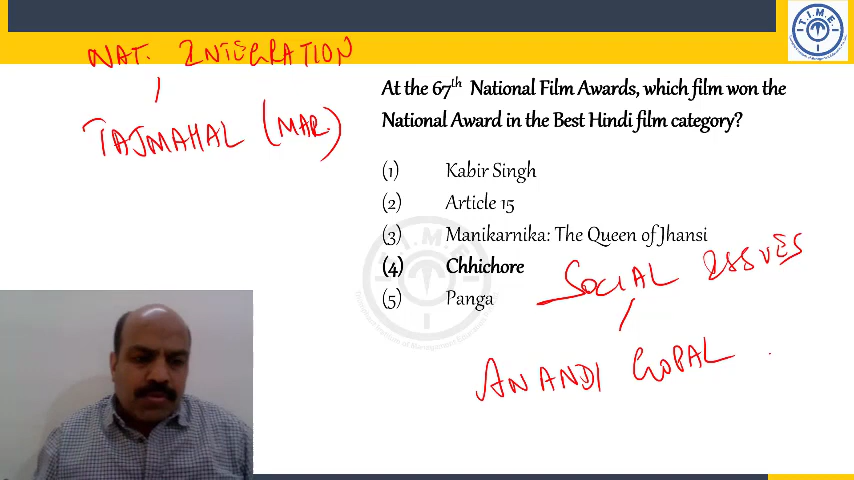 T.I.M.E.
NAT. INTEGRATION
TAJMAHAL (MAR.)
At the 67th National Film Awards, which film won the
National Award in the Best Hindi film category?
(1) Kabir Singh
(2) Article 15
(3) Manikarnika: The Queen of Jhansi
(4) Chhichore
(5) Panga
SOCIAL ISSUES
ANANDI GOPAL